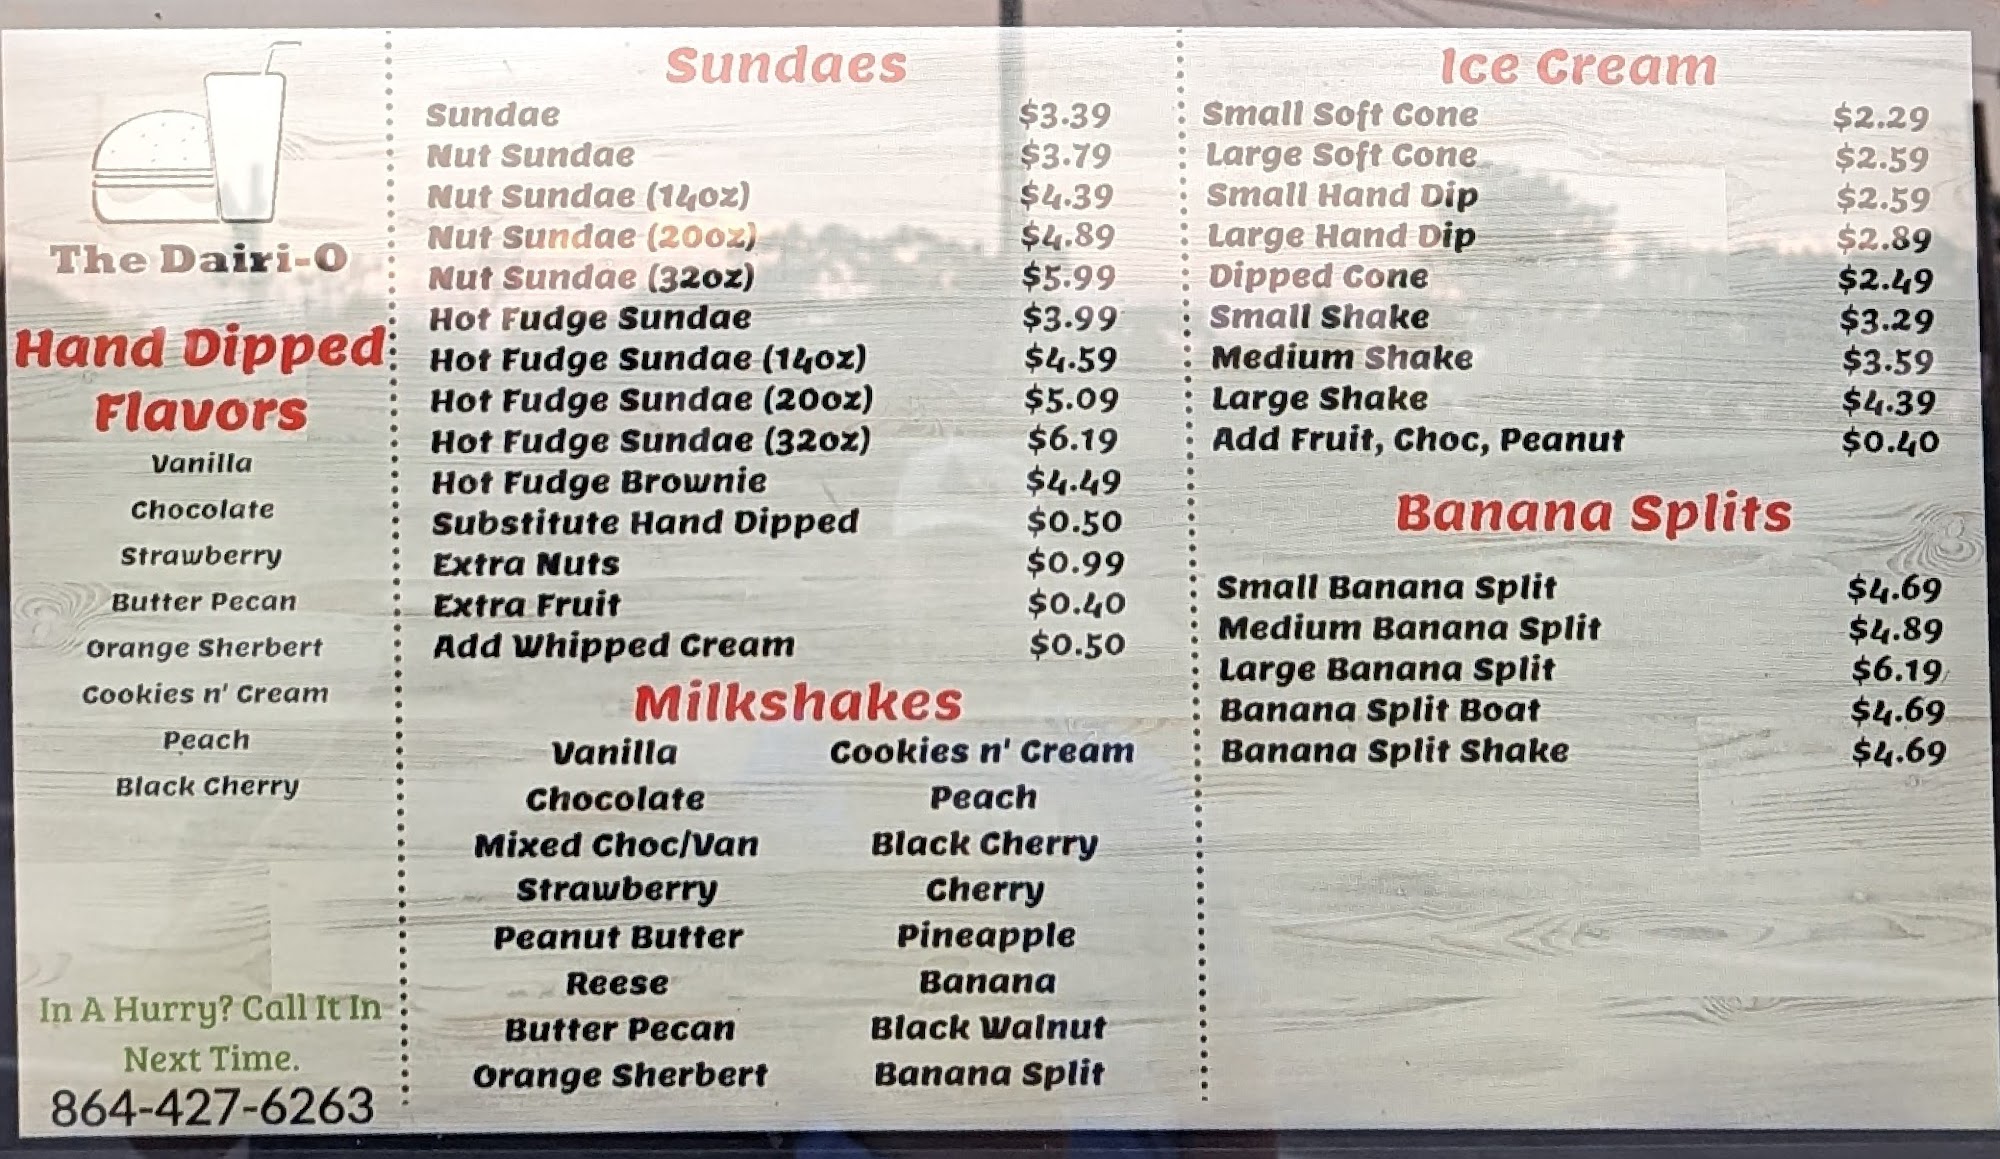 The Dairi-O
Hand Dipped
Flavors
Vanilla
Chocolate
Strawberry
Butter Pecan
Orange Sherbert
Cookies n' Cream
Peach
Black Cherry
In A Hurry? Call It In
Next Time.
864-427-6263
Sundaes
Sundae $3.39
Nut Sundae $3.79
Nut Sundae (14oz) $4.39
Nut Sundae (20oz) $4.89
Nut Sundae (32oz) $5.99
Hot Fudge Sundae $3.99
Hot Fudge Sundae (14oz) $4.59
Hot Fudge Sundae (20oz) $5.09
Hot Fudge Sundae (32oz) $6.19
Hot Fudge Brownie $4.49
Substitute Hand Dipped $0.50
Extra Nuts $0.99
Extra Fruit $0.40
Add Whipped Cream $0.50
Milkshakes
Vanilla Cookies n' Cream
Chocolate Peach
Mixed Choc/Van Black Cherry
Strawberry Cherry
Peanut Butter Pineapple
Reese Banana
Butter Pecan Black Walnut
Orange Sherbert Banana Split
Ice Cream
Small Soft Cone $2.29
Large Soft Cone $2.59
Small Hand Dip $2.59
Large Hand Dip $2.89
Dipped Cone $2.49
Small Shake $3.29
Medium Shake $3.59
Large Shake $4.39
Add Fruit, Choc, Peanut $0.40
Banana Splits
Small Banana Split $4.69
Medium Banana Split $4.89
Large Banana Split $6.19
Banana Split Boat $4.69
Banana Split Shake $4.69